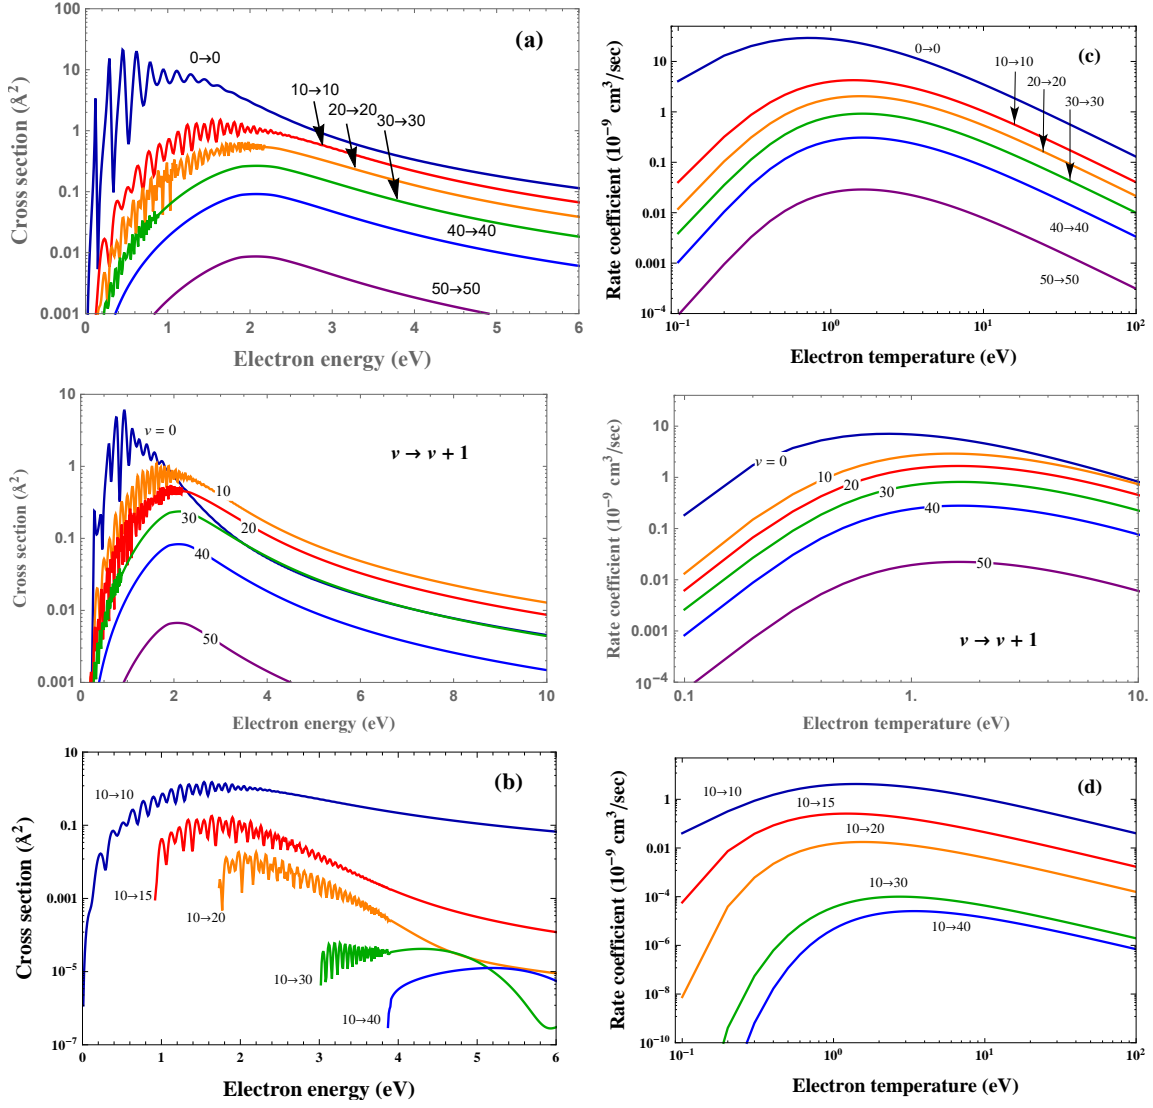 (a)
Cross section (Å²)
100
10
1
0.1
0.01
0.001
0→0
10→10
20→20
30→30
40→40
50→50
0 1 2 3 4 5 6
Electron energy (eV)
(c)
Rate coefficient (10⁻⁹ cm³/sec)
10
1
0.1
0.01
0.001
10⁻⁴
0→0
10→10
20→20
30→30
40→40
50→50
10⁻¹ 10⁰ 10¹ 10²
Electron temperature (eV)
Cross section (Å²)
10
1
0.1
0.01
0.001
v = 0
v → v + 1
10
20
30
40
50
0 2 4 6 8 10
Electron energy (eV)
Rate coefficient (10⁻⁹ cm³/sec)
10
1
0.1
0.01
0.001
10⁻⁴
v = 0
10
20
30
40
50
v → v + 1
0.1 1. 10.
Electron temperature (eV)
(b)
Cross section (Å²)
10
0.1
0.001
10⁻⁵
10⁻⁷
10→10
10→15
10→20
10→30
10→40
0 1 2 3 4 5 6
Electron energy (eV)
(d)
Rate coefficient (10⁻⁹ cm³/sec)
1
0.01
10⁻⁴
10⁻⁶
10⁻⁸
10⁻¹⁰
10→10
10→15
10→20
10→30
10→40
10⁻¹ 10⁰ 10¹ 10²
Electron temperature (eV)